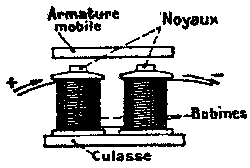 Armature
mobile
Noyaux
+
-
Bobines
Culasse